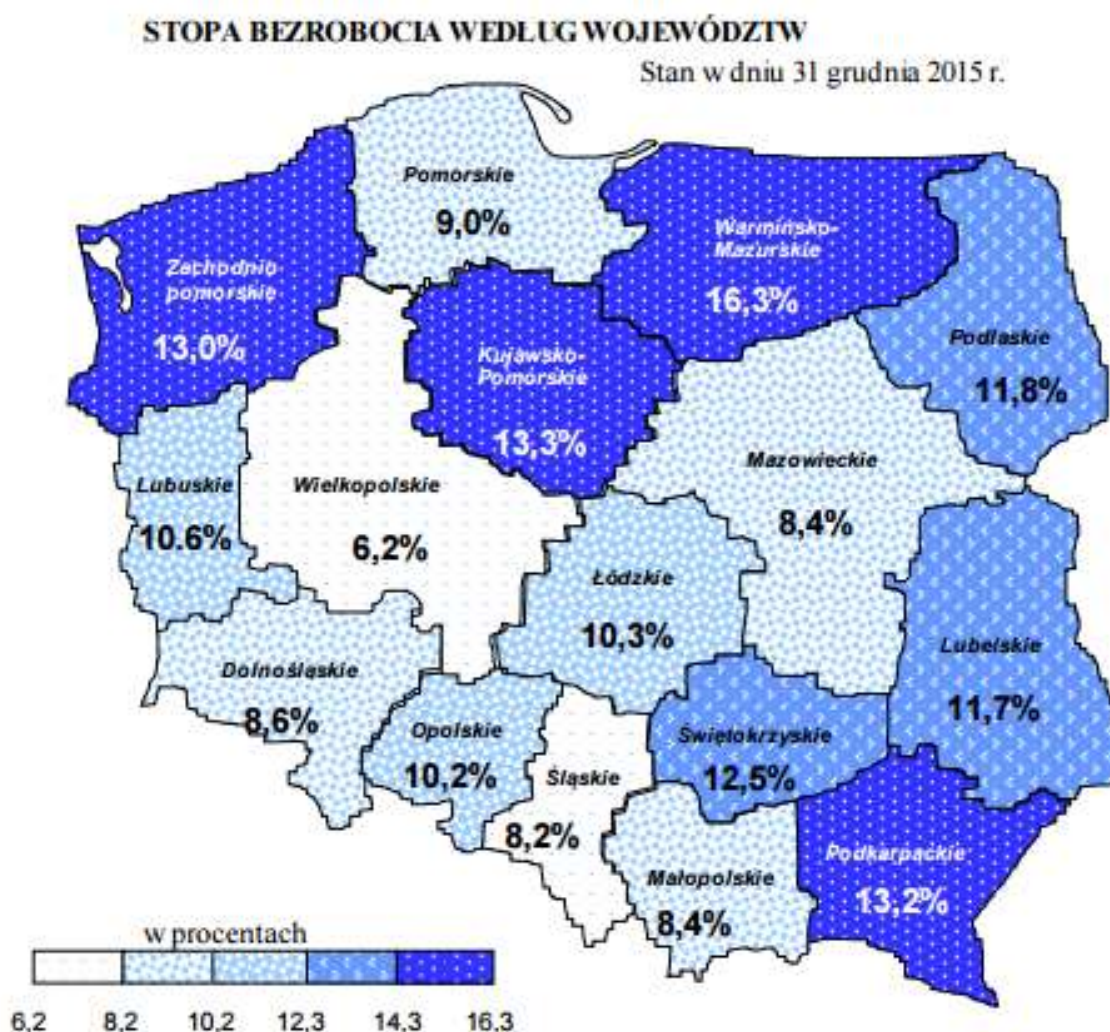 STOPA BEZROBOCIA WEDŁUG WOJEWÓDZTW
Stan w dniu 31 grudnia 2015 r.
Pomorskie
9,0%
Warmińsko-
Mazurskie
16,3%
Zachodnio
pomorskie
13,0%
Kujawsko-
Pomorskie
13,3%
Podlaskie
11,8%
Lubuskie
10.6%
Wielkopolskie
6,2%
Mazowieckie
8,4%
Łódzkie
10,3%
Dolnośląskie
8,6%
Lubelskie
11,7%
Opolskie
10,2%
Śląskie
8,2%
Świętokrzyskie
12,5%
Małopolskie
8,4%
Podkarpackie
13,2%
w procentach
6,2 8,2 10,2 12,3 14,3 16,3